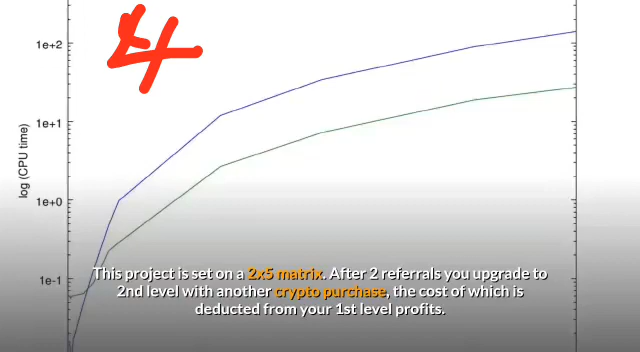 4
1e+2
1e+1
log (CPU time)
1e+0
1e-1
This project is set on a 2x5 matrix. After 2 referrals you upgrade to
2nd level with another crypto purchase, the cost of which is
deducted from your 1st level profits.